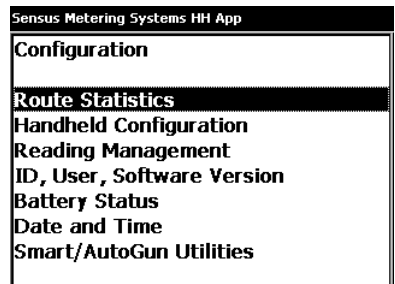 Sensus Metering Systems HH App
Configuration
Route Statistics
Handheld Configuration
Reading Management
ID, User, Software Version
Battery Status
Date and Time
Smart/AutoGun Utilities